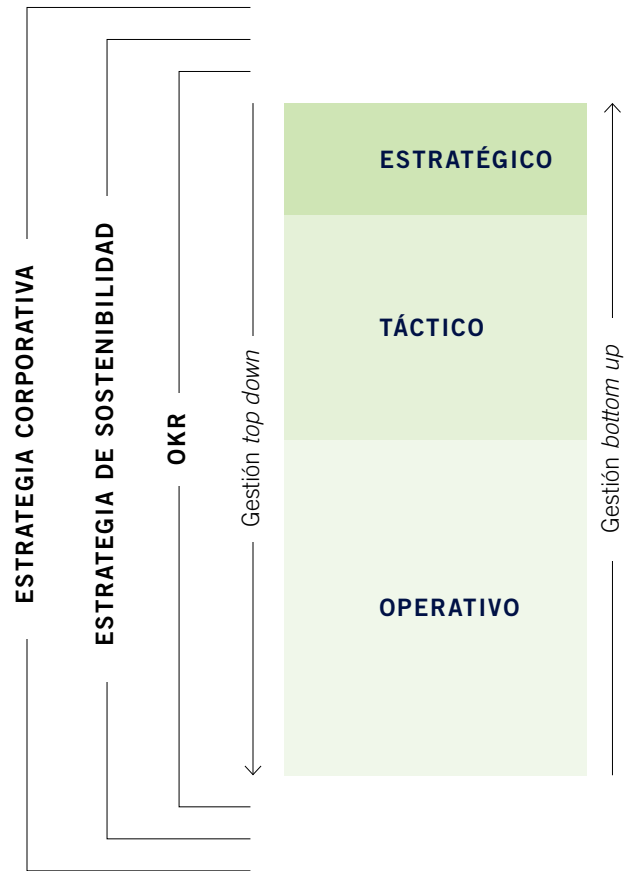 ESTRATEGIA CORPORATIVA
ESTRATEGIA DE SOSTENIBILIDAD
OKR
Gestión top down
ESTRATÉGICO
TÁCTICO
OPERATIVO
Gestión bottom up